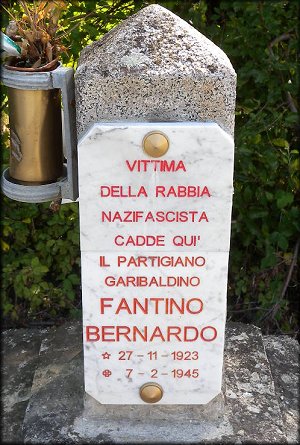 VITTIMA
DELLA RABBIA
NAZIFASCISTA
CADDE QUI'
IL PARTIGIANO
GARIBALDINO
FANTINO
BERNARDO
☆ 27-11-1923
✠ 7-2-1945